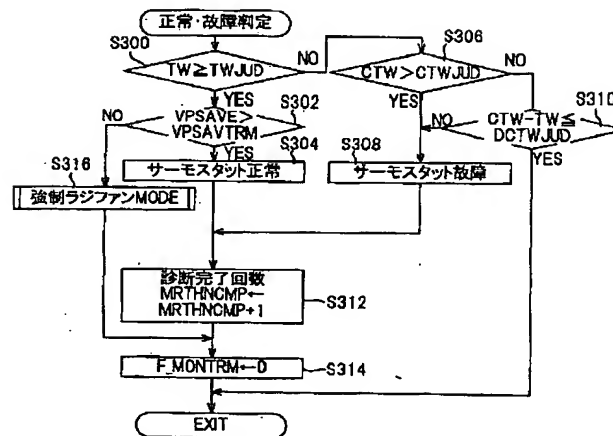 正常・故障判定
S300
TW≧TWJUD
NO
YES
S306
CTW>CTWJUD
NO
YES
S310
CTW-TW≦
DCTWJUD
NO
YES
S302
VPSAVE>
VPSAVTRM
NO
YES
S304
サーモスタット正常
S308
サーモスタット故障
S316
強制ラジファンMODE
診断完了回数
MRTHNCMP←
MRTHNCMP+1
S312
F_MONTRM←0
S314
EXIT